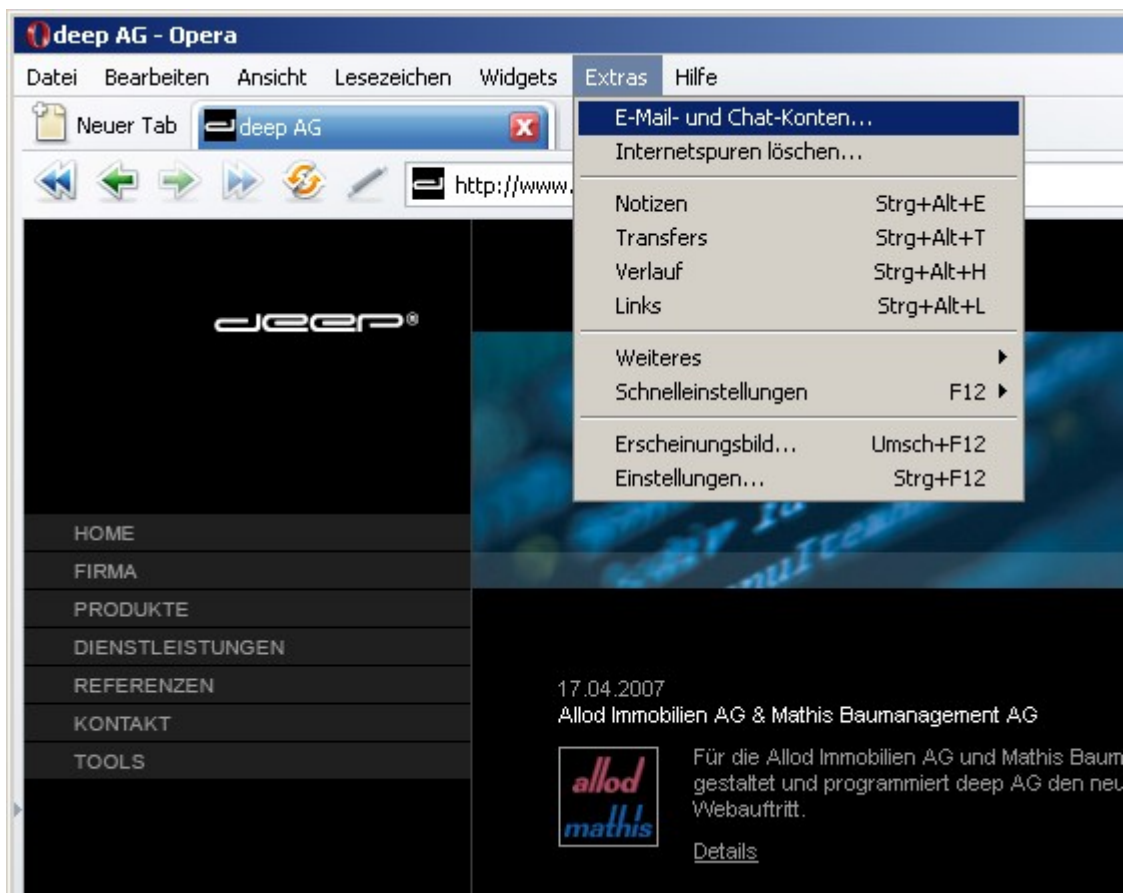 deep AG - Opera
Datei Bearbeiten Ansicht Lesezeichen Widgets Extras Hilfe
Neuer Tab deep AG
http://www.
E-Mail- und Chat-Konten...
Internetspuren löschen...
Notizen Strg+Alt+E
Transfers Strg+Alt+T
Verlauf Strg+Alt+H
Links Strg+Alt+L
Weiteres
Schnelleinstellungen F12
Erscheinungsbild... Umsch+F12
Einstellungen... Strg+F12
deep®
HOME
FIRMA
PRODUKTE
DIENSTLEISTUNGEN
REFERENZEN
KONTAKT
TOOLS
17.04.2007
Allod Immobilien AG & Mathis Baumanagement AG
allod
mathis
Für die Allod Immobilien AG und Mathis Baum
gestaltet und programmiert deep AG den neu
Webauftritt.
Details